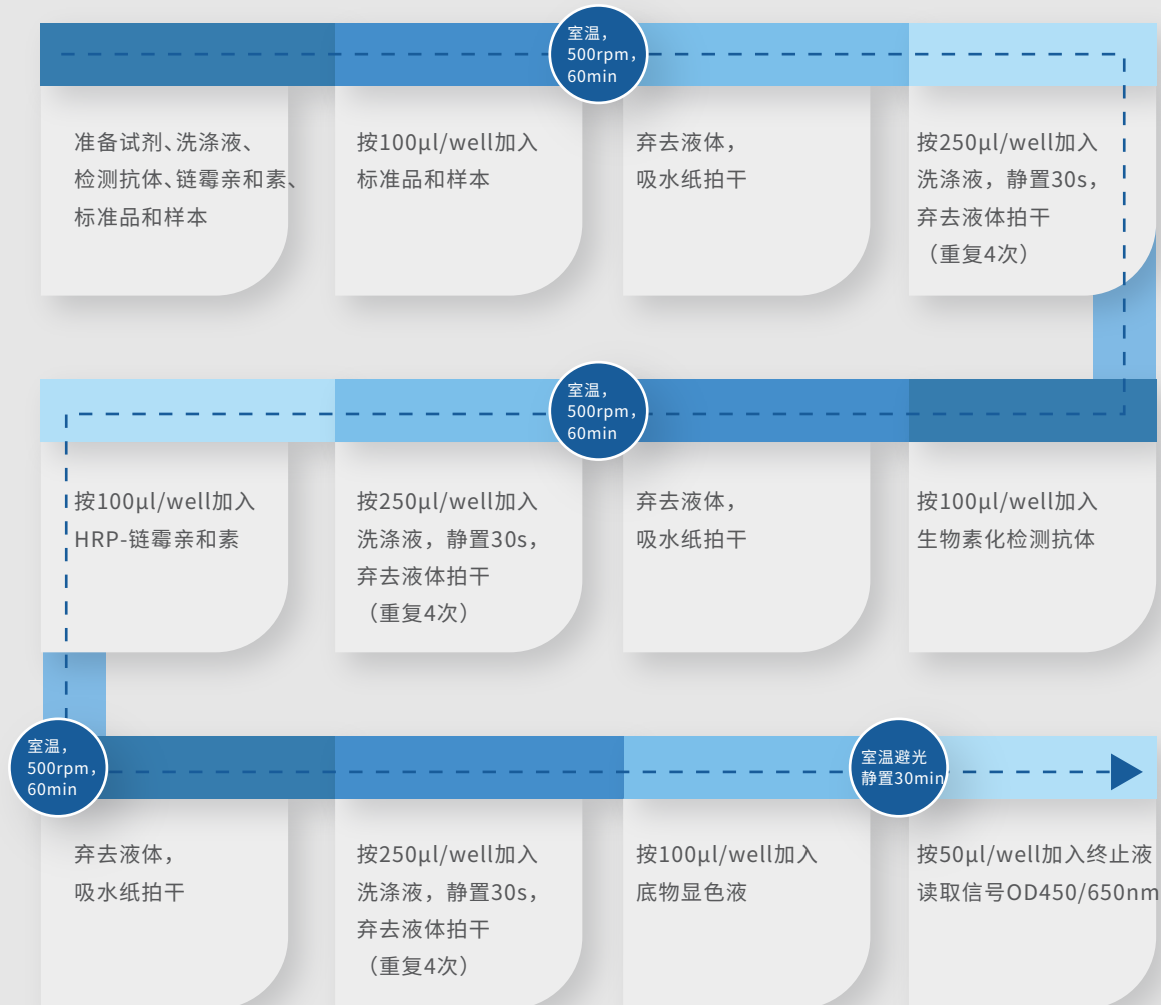 室温，
500rpm，
60min
准备试剂、洗涤液、
检测抗体、链霉亲和素、
标准品和样本
按100μl/well加入
标准品和样本
弃去液体，
吸水纸拍干
按250μl/well加入
洗涤液，静置30s，
弃去液体拍干
（重复4次）
室温，
500rpm，
60min
按100μl/well加入
HRP-链霉亲和素
按250μl/well加入
洗涤液，静置30s，
弃去液体拍干
（重复4次）
弃去液体，
吸水纸拍干
按100μl/well加入
生物素化检测抗体
室温，
500rpm，
60min
室温避光
静置30min
弃去液体，
吸水纸拍干
按250μl/well加入
洗涤液，静置30s，
弃去液体拍干
（重复4次）
按100μl/well加入
底物显色液
按50μl/well加入终止液
读取信号OD450/650nm